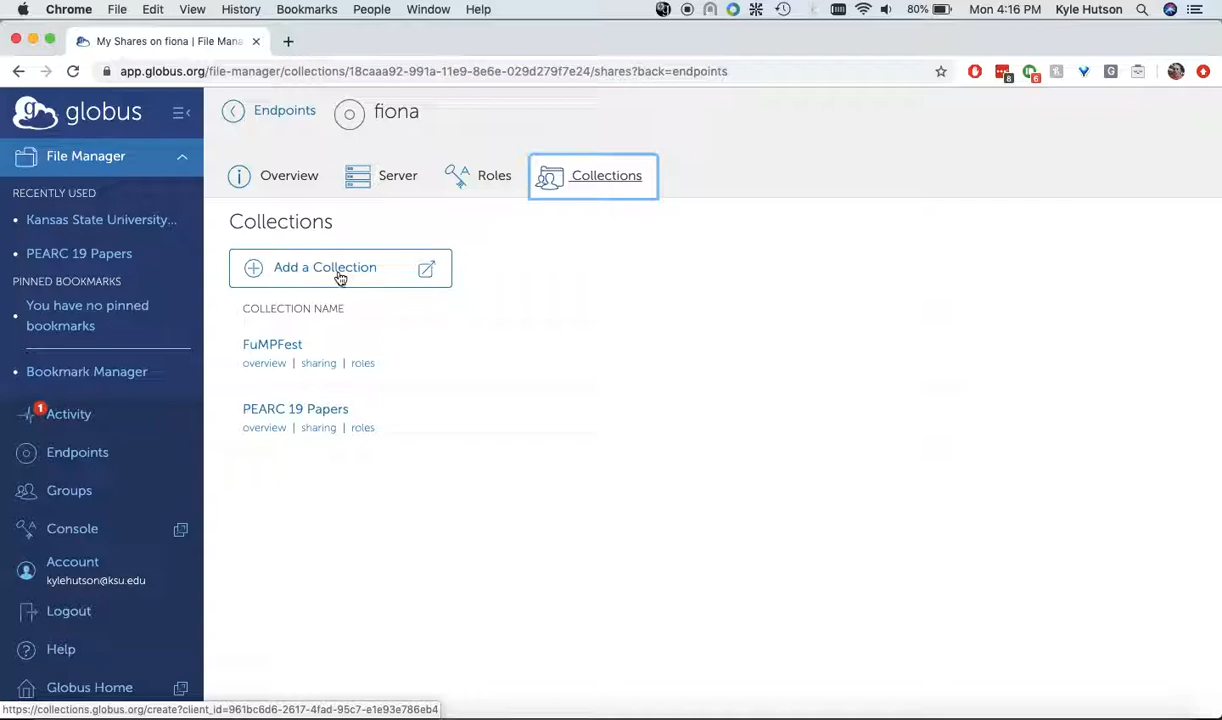 Chrome File Edit View History Bookmarks People Window Help 80% Mon 4:16 PM Kyle Hutson
My Shares on fiona | File Mana
app.globus.org/file-manager/collections/18caaa92-991a-11e9-8e6e-029d279f7e24/shares?back=endpoints
8
6
G
globus
File Manager
RECENTLY USED
Kansas State University...
PEARC 19 Papers
PINNED BOOKMARKS
You have no pinned
bookmarks
Bookmark Manager
1
Activity
Endpoints
Groups
Console
Account
kylehutson@ksu.edu
Logout
Help
Globus Home
Endpoints fiona
Overview Server Roles Collections
Collections
Add a Collection
COLLECTION NAME
FuMPFest
overview | sharing | roles
PEARC 19 Papers
overview | sharing | roles
https://collections.globus.org/create?client_id=961bc6d6-2617-4fad-95c7-e1e93e786eb4